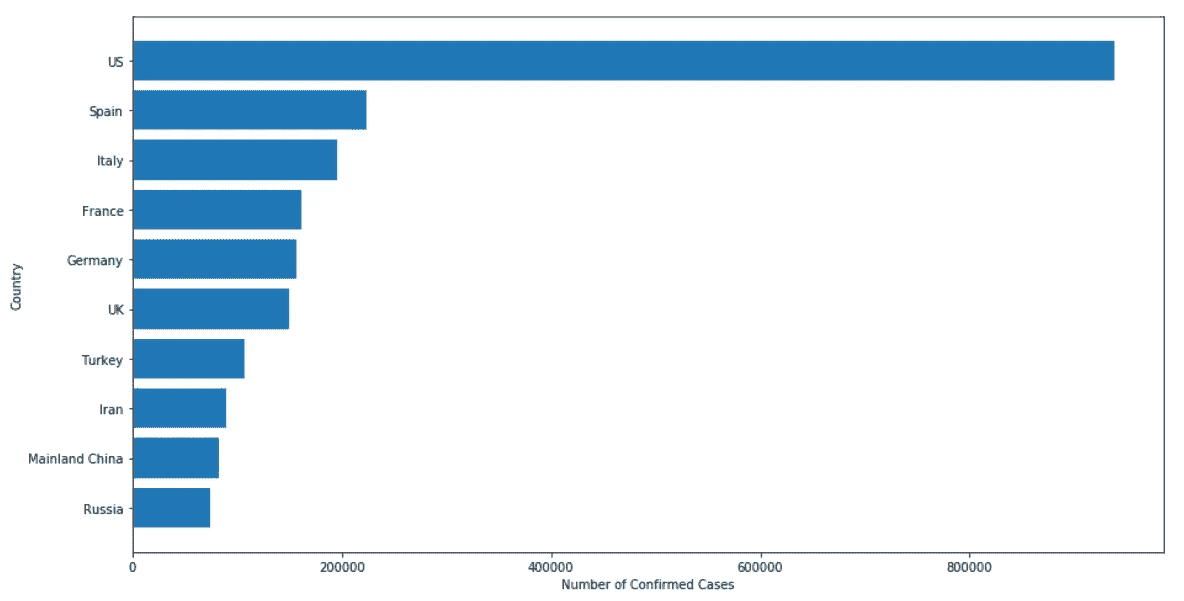 US
Spain
Italy
France
Germany
UK
Turkey
Iran
Mainland China
Russia
Country
0 200000 400000 600000 800000
Number of Confirmed Cases